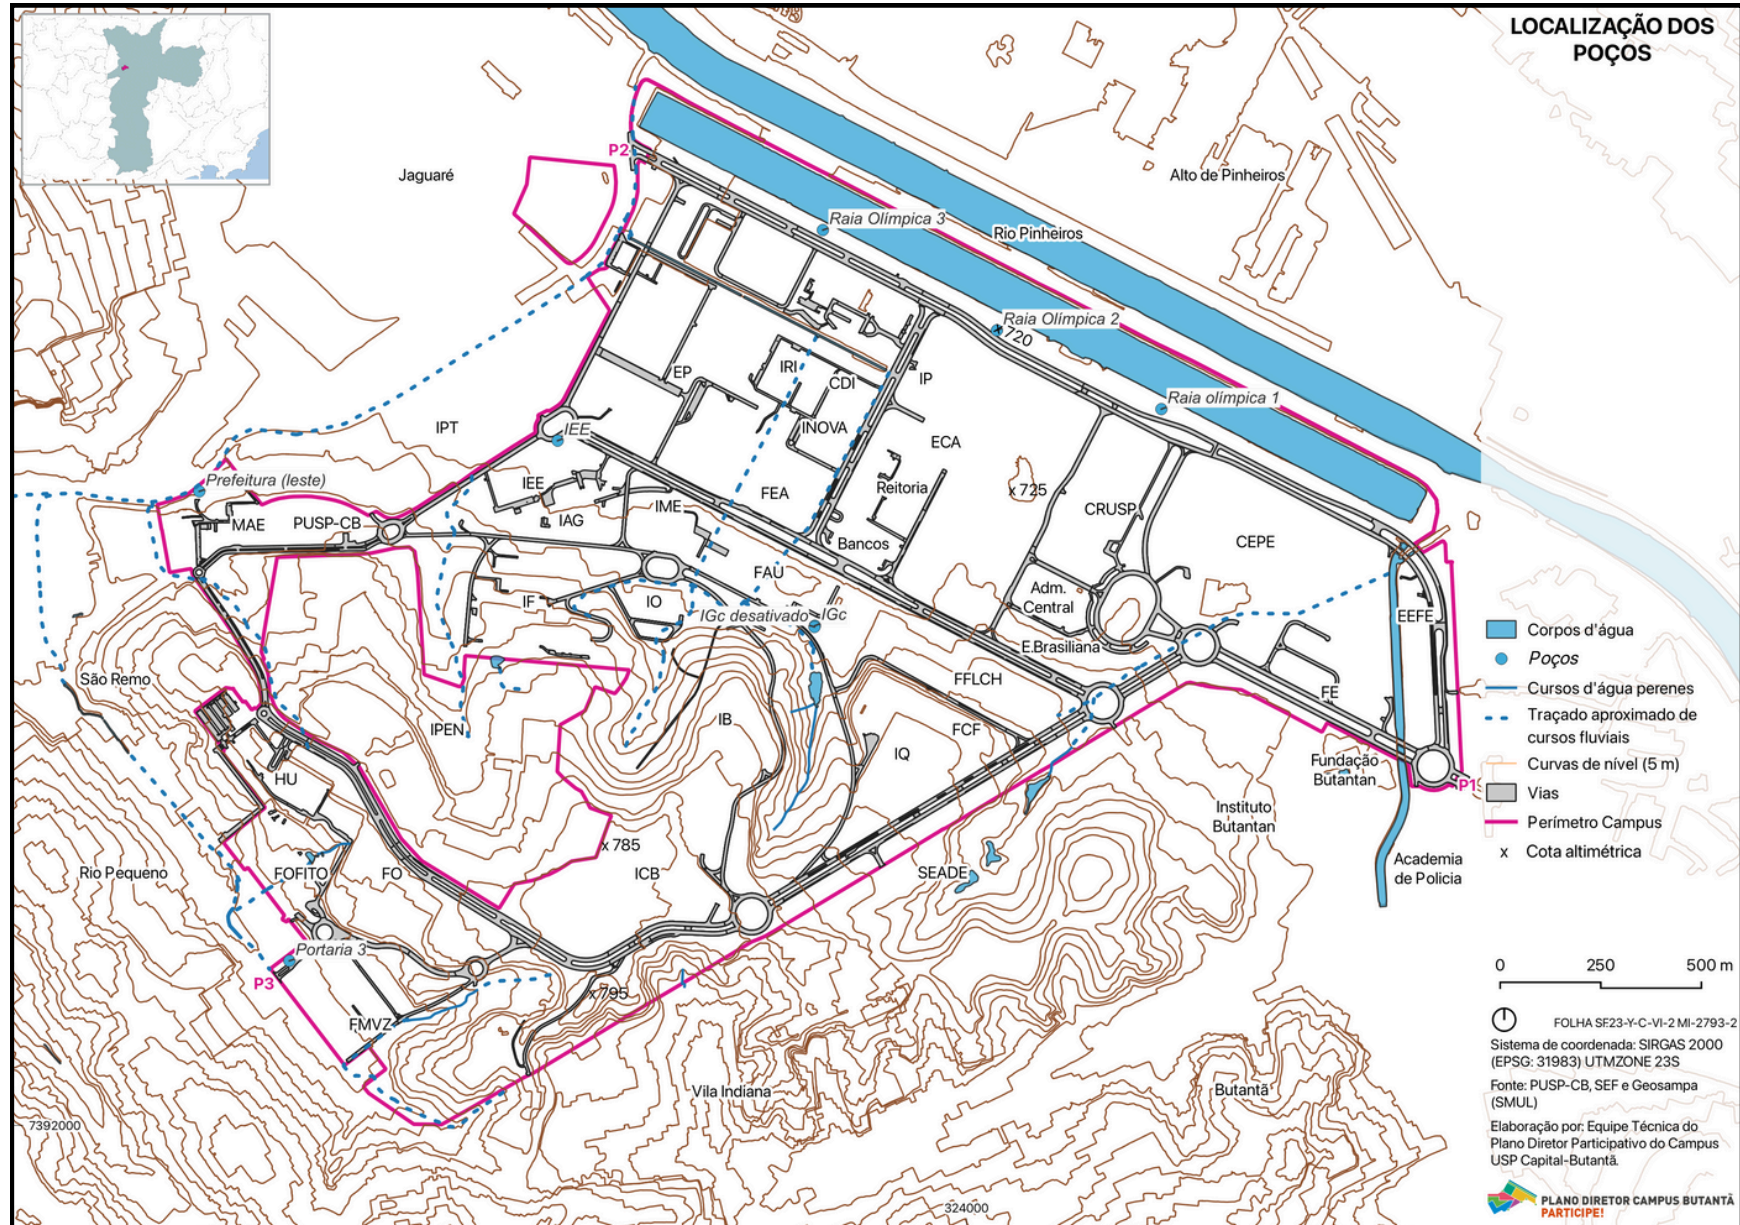 LOCALIZAÇÃO DOS
POÇOS
Jaguaré
P2
Alto de Pinheiros
Raia Olímpica 3
Rio Pinheiros
Raia Olímpica 2
x 720
IRI
CDI
IP
EP
Raia olímpica 1
IPT
IEE
INOVA
ECA
Prefeitura (leste)
IEE
FEA
Reitoria
x 725
MAE
PUSP-CB
IAG
IME
CRUSP
Bancos
CEPE
FAU
IF
IO
IGc desativado
IGc
Adm.
Central
EEFE
E.Brasiliana
São Remo
FFLCH
FE
IPEN
IB
FCF
IQ
HU
Fundação
Butantan
P1
Instituto
Butantan
x 785
Rio Pequeno
FOFITO
FO
ICB
SEADE
Academia
de Policia
Portaria 3
P3
x 795
FMVZ
Vila Indiana
Butantã
7392000
324000
Corpos d'água
Poços
Cursos d'água perenes
Traçado aproximado de
cursos fluviais
Curvas de nível (5 m)
Vias
Perímetro Campus
x Cota altimétrica
0 250 500 m
FOLHA SF.23-Y-C-VI-2 MI-2793-2
Sistema de coordenada: SIRGAS 2000
(EPSG: 31983) UTMZONE 23S
Fonte: PUSP-CB, SEF e Geosampa
(SMUL)
Elaboração por: Equipe Técnica do
Plano Diretor Participativo do Campus
USP Capital-Butantã.
PLANO DIRETOR CAMPUS BUTANTÃ
PARTICIPE!